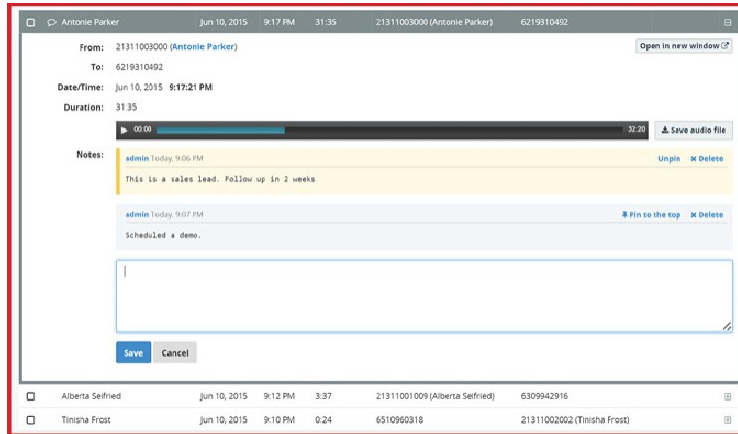 Antonie Parker Jun 10, 2015 9:17 PM 31:35 21311003000 (Antonie Parker) 6219310492
From: 21311003000 (Antonie Parker) Open in new window
To: 6219310492
Date/Time: Jun 10, 2015 9:17:21 PM
Duration: 31:35
00:00 32:20 Save audio file
Notes: admin Today, 9:06 PM Unpin Delete
This is a sales lead. Follow up in 2 weeks
admin Today, 9:07 PM Pin to the top Delete
Scheduled a demo.
Save Cancel
Alberta Seifried Jun 10, 2015 9:12 PM 3:37 21311001009 (Alberta Seifried) 6309942916
Tinisha Frost Jun 10, 2015 9:10 PM 0:24 6510960318 21311002002 (Tinisha Frost)